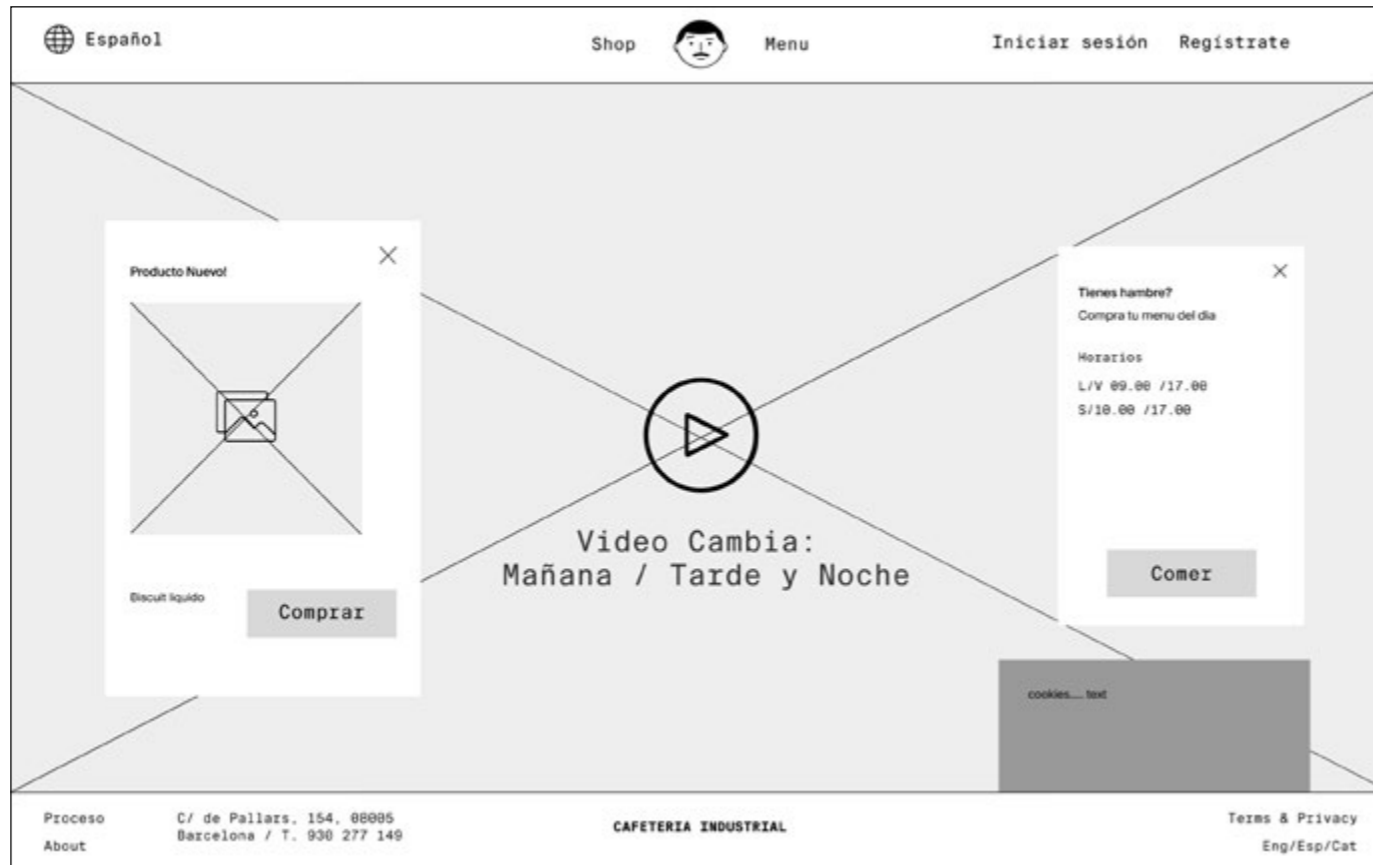 Español
Shop
Menu
Iniciar sesión
Regístrate
Producto Nuevo!
Biscuit liquido
Comprar
Video Cambia:
Mañana / Tarde y Noche
Tienes hambre?
Compra tu menu del dia
Horarios
L/V 09.00 /17.00
S/10.00 /17.00
Comer
cookies.... text
Proceso
About
C/ de Pallars, 154, 08005
Barcelona / T. 930 277 149
CAFETERIA INDUSTRIAL
Terms & Privacy
Eng/Esp/Cat